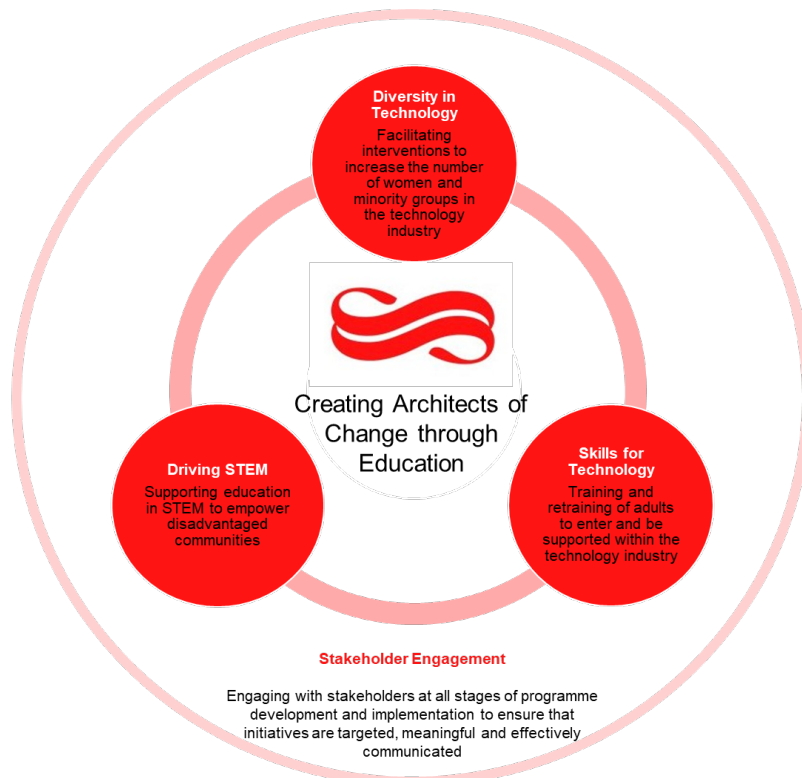 Diversity in
Technology
Facilitating
interventions to
increase the number
of women and
minority groups in
the technology
industry
Creating Architects of
Change through
Education
Driving STEM
Supporting education
in STEM to empower
disadvantaged
communities
Skills for
Technology
Training and
retraining of adults
to enter and be
supported within the
technology industry
Stakeholder Engagement
Engaging with stakeholders at all stages of programme
development and implementation to ensure that
initiatives are targeted, meaningful and effectively
communicated